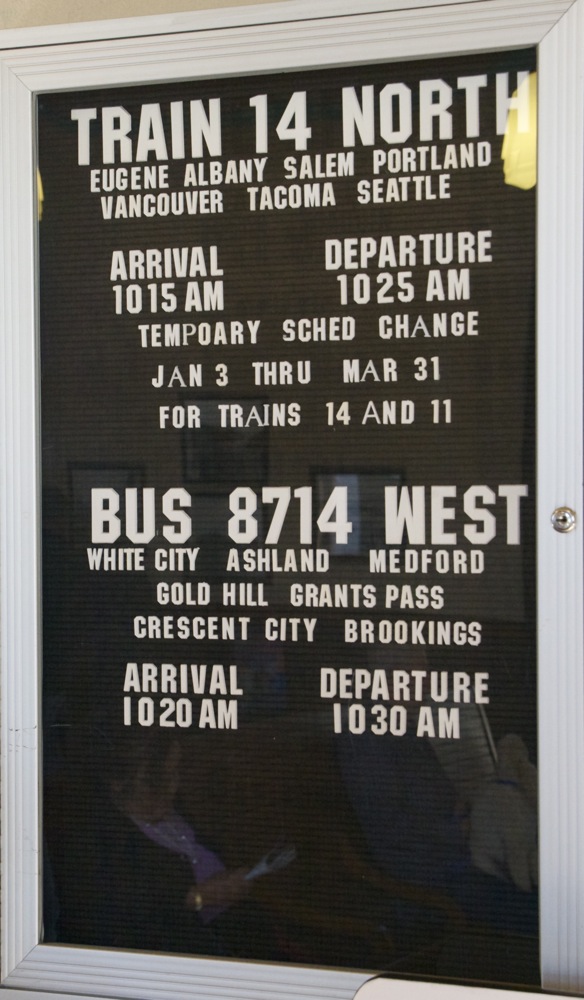 TRAIN 14 NORTH
EUGENE ALBANY SALEM PORTLAND
VANCOUVER TACOMA SEATTLE
ARRIVAL DEPARTURE
1015 AM 1025 AM
TEMPOARY SCHED CHANGE
JAN 3 THRU MAR 31
FOR TRAINS 14 AND 11
BUS 8714 WEST
WHITE CITY ASHLAND MEDFORD
GOLD HILL GRANTS PASS
CRESCENT CITY BROOKINGS
ARRIVAL DEPARTURE
1020 AM 1030 AM